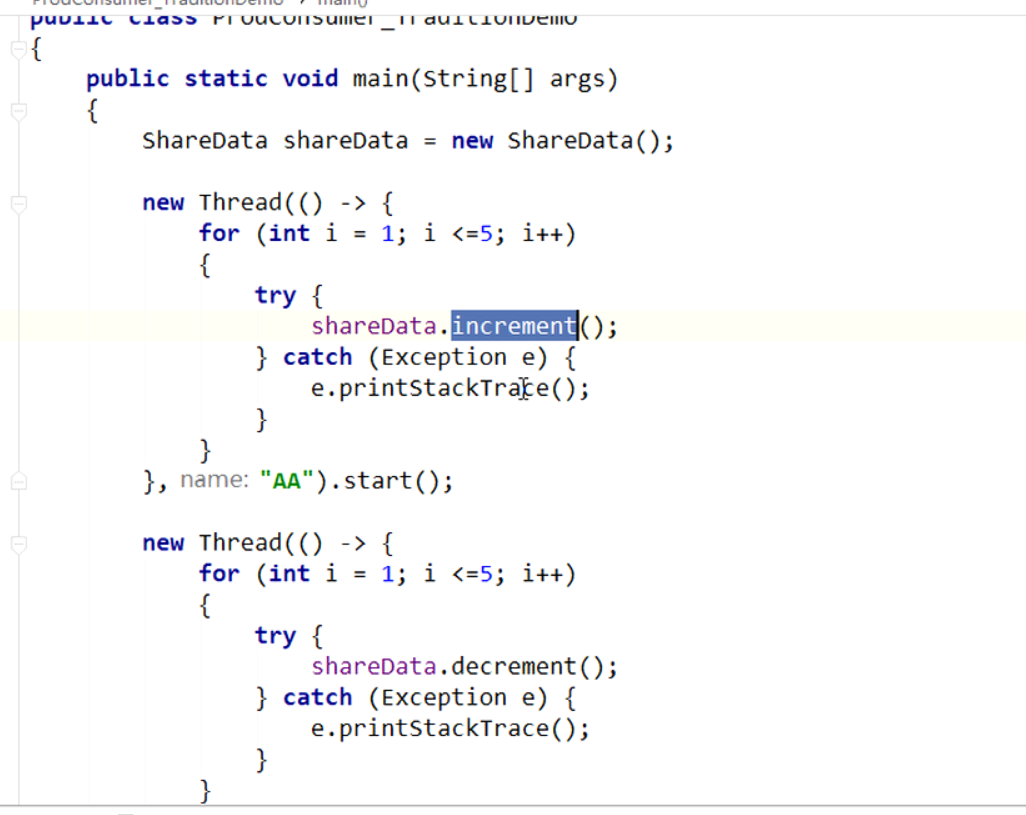 ProdConsumer_TraditionDemo > main()
public class ProdConsumer_TraditionDemo
{
    public static void main(String[] args)
    {
        ShareData shareData = new ShareData();
        new Thread(() -> {
            for (int i = 1; i <=5; i++)
            {
                try {
                    shareData.increment();
                } catch (Exception e) {
                    e.printStackTrace();
                }
            }
        }, name: "AA").start();
        new Thread(() -> {
            for (int i = 1; i <=5; i++)
            {
                try {
                    shareData.decrement();
                } catch (Exception e) {
                    e.printStackTrace();
                }
            }